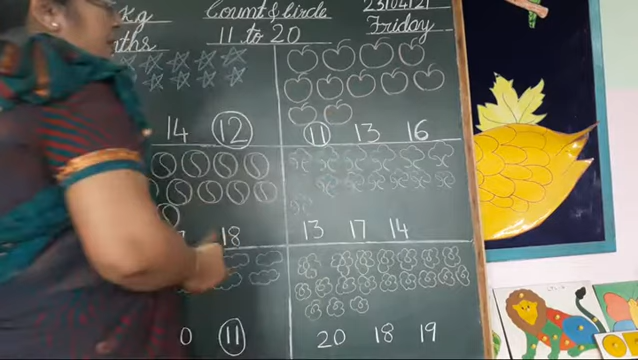 K.g Count & Circle 23/04/21
Maths 11 to 20 Friday
14 12 11 13 16
18 13 17 14
11 20 18 19